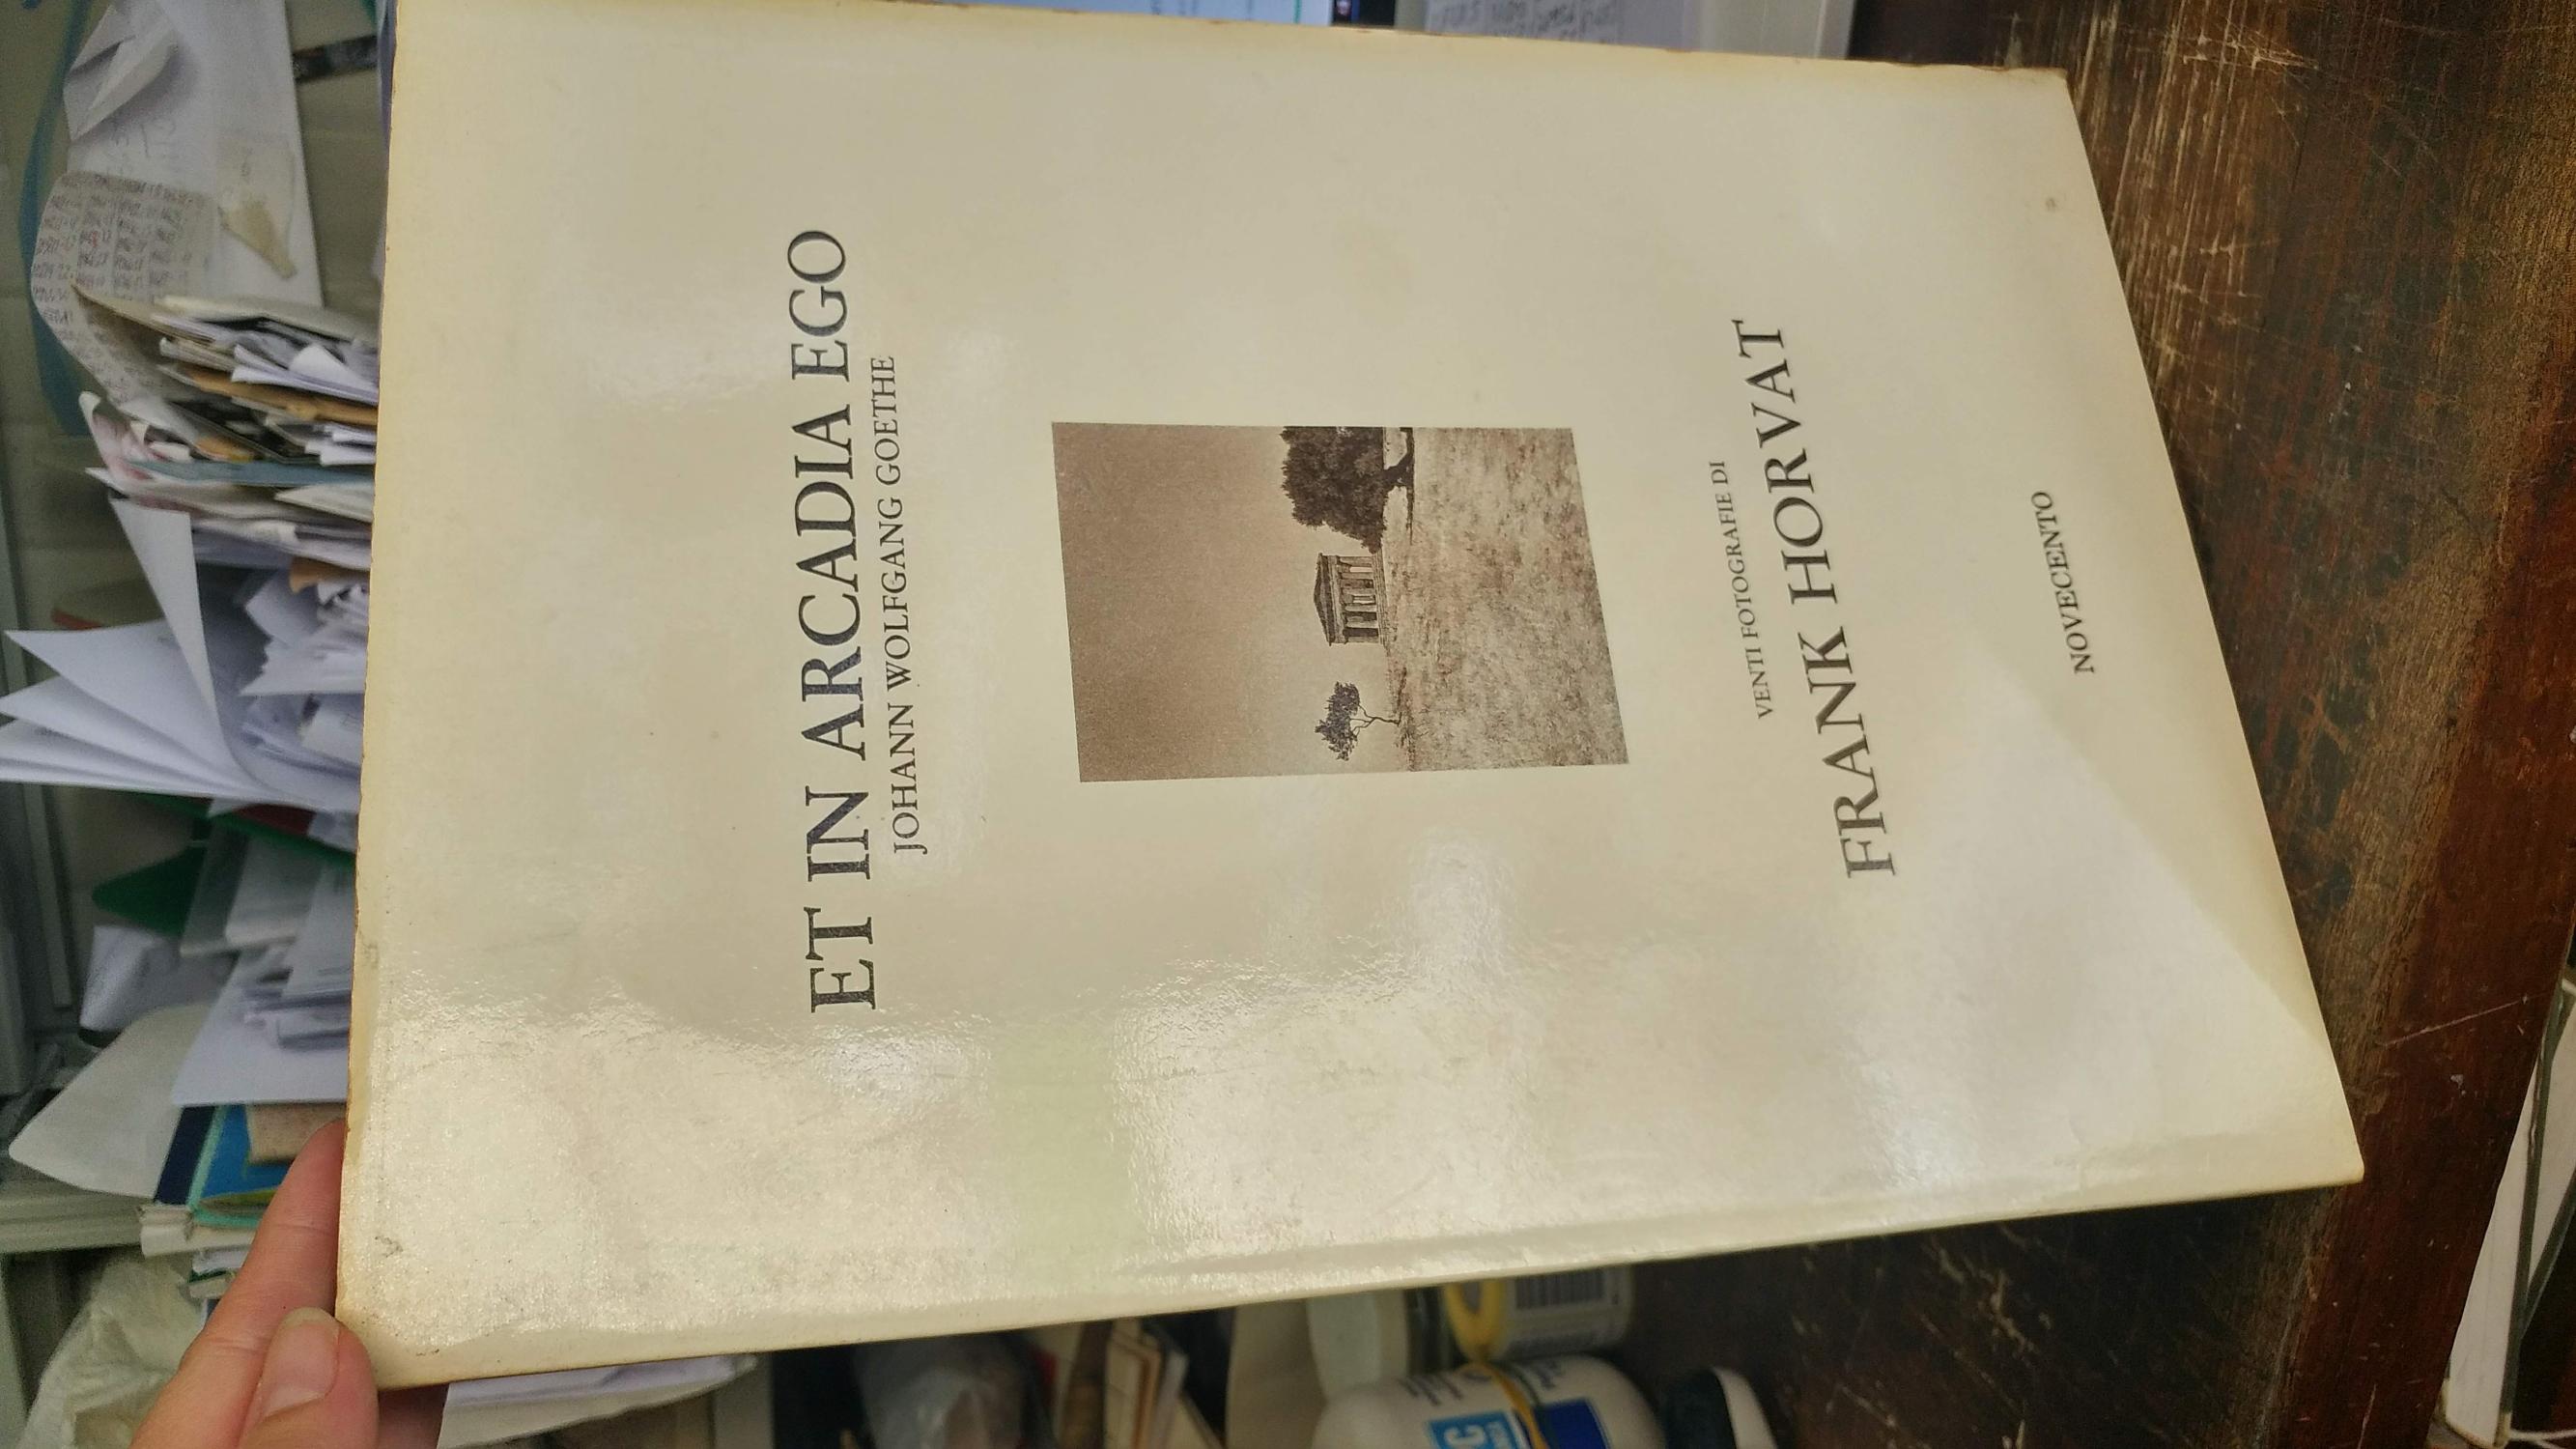 ET IN ARCADIA EGO
JOHANN WOLFGANG GOETHE
VENTI FOTOGRAFIE DI
FRANK HORVAT
NOVECENTO